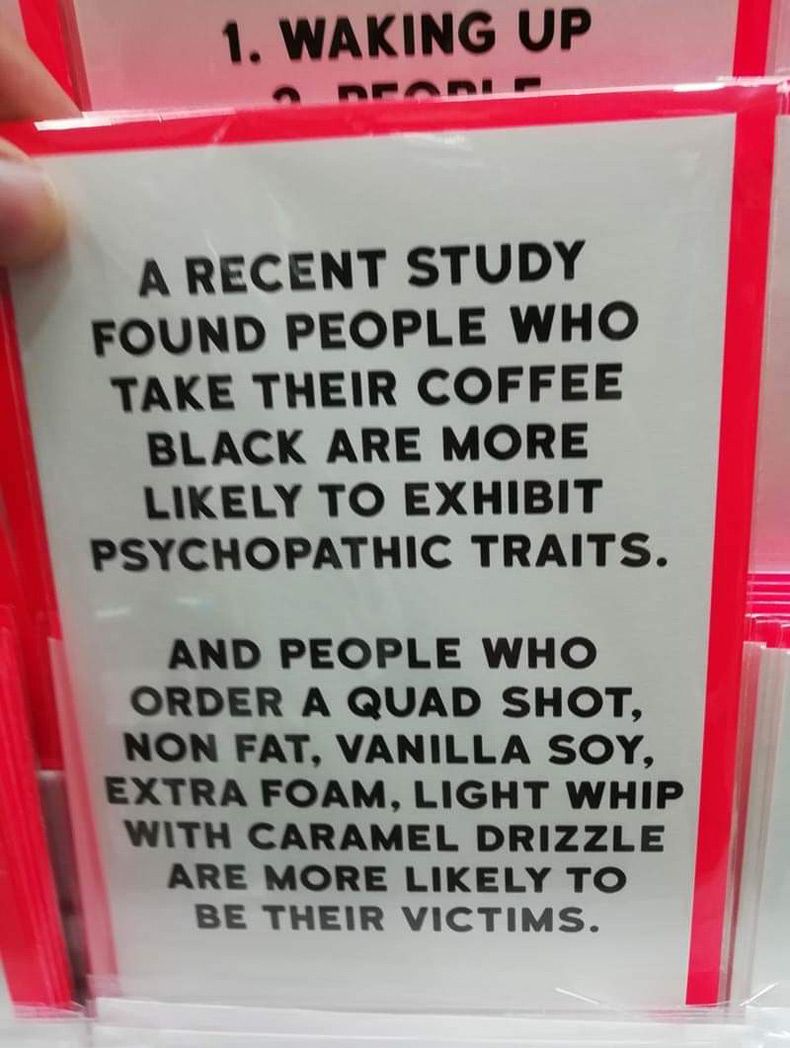 1. WAKING UP
2. PEOPLE
A RECENT STUDY
FOUND PEOPLE WHO
TAKE THEIR COFFEE
BLACK ARE MORE
LIKELY TO EXHIBIT
PSYCHOPATHIC TRAITS.
AND PEOPLE WHO
ORDER A QUAD SHOT,
NON FAT, VANILLA SOY,
EXTRA FOAM, LIGHT WHIP
WITH CARAMEL DRIZZLE
ARE MORE LIKELY TO
BE THEIR VICTIMS.